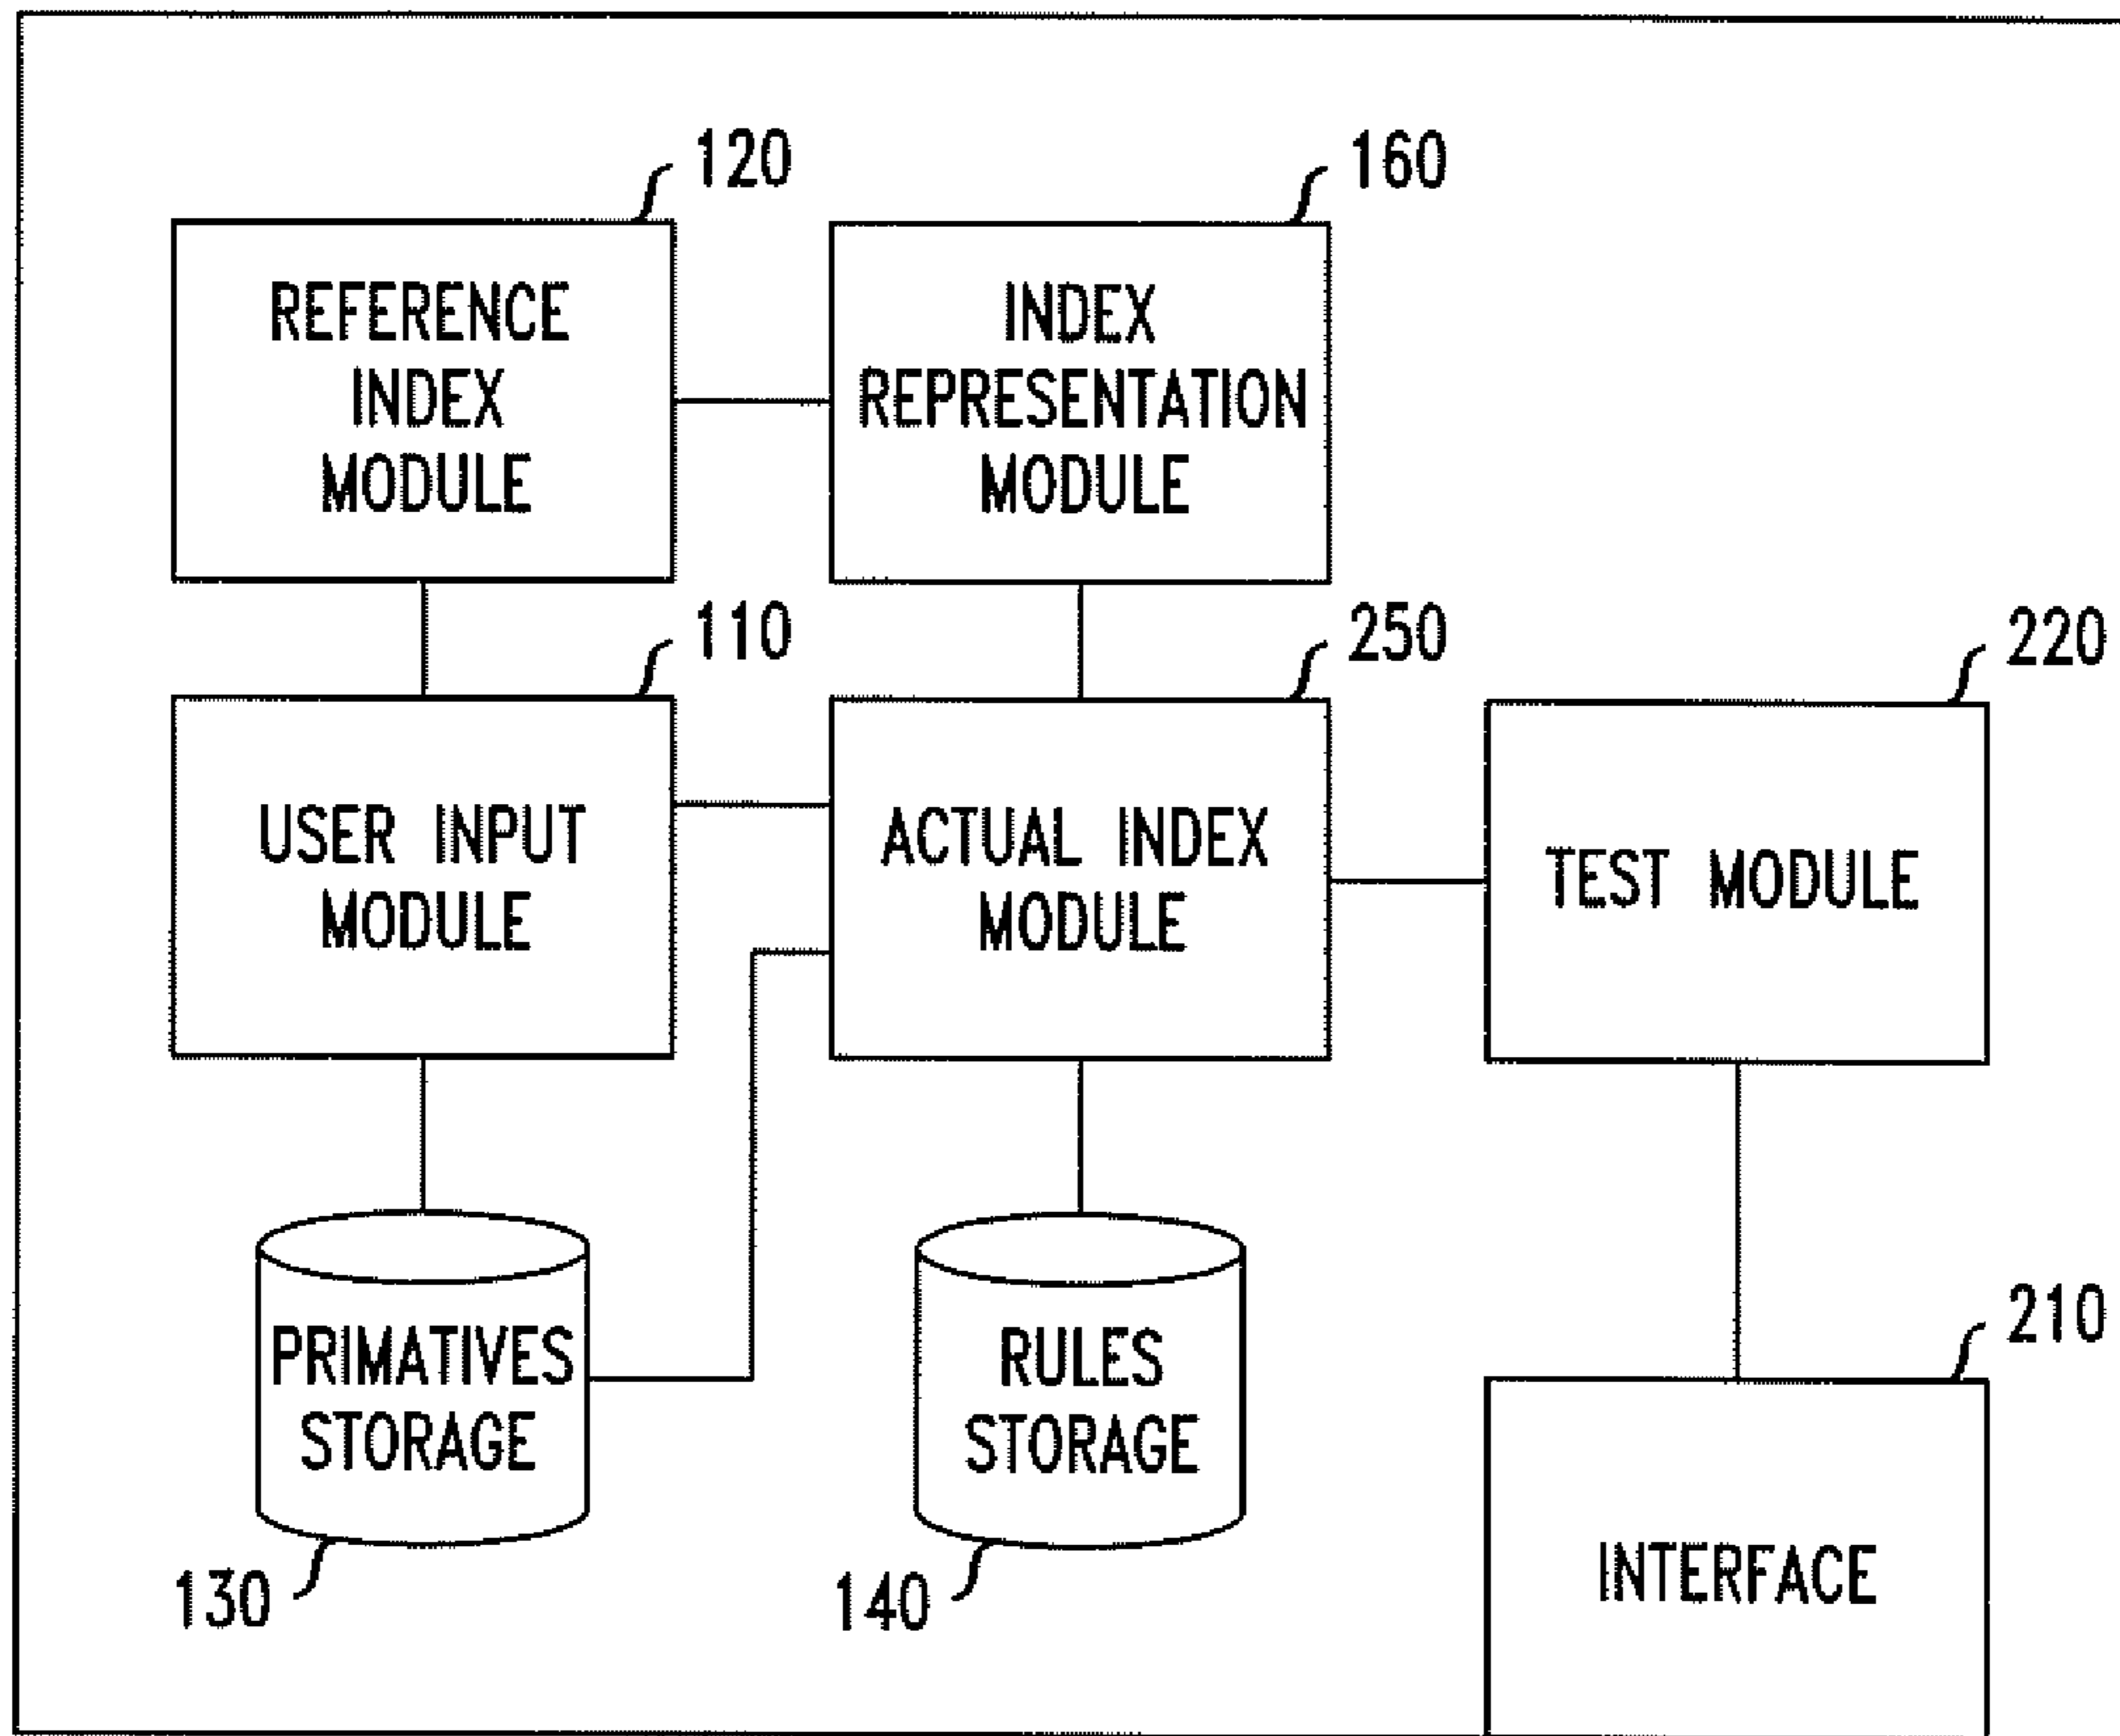 120
160
REFERENCE
INDEX
MODULE
INDEX
REPRESENTATION
MODULE
110
250
220
USER INPUT
MODULE
ACTUAL INDEX
MODULE
TEST MODULE
210
PRIMATIVES
STORAGE
RULES
STORAGE
INTERFACE
130
140